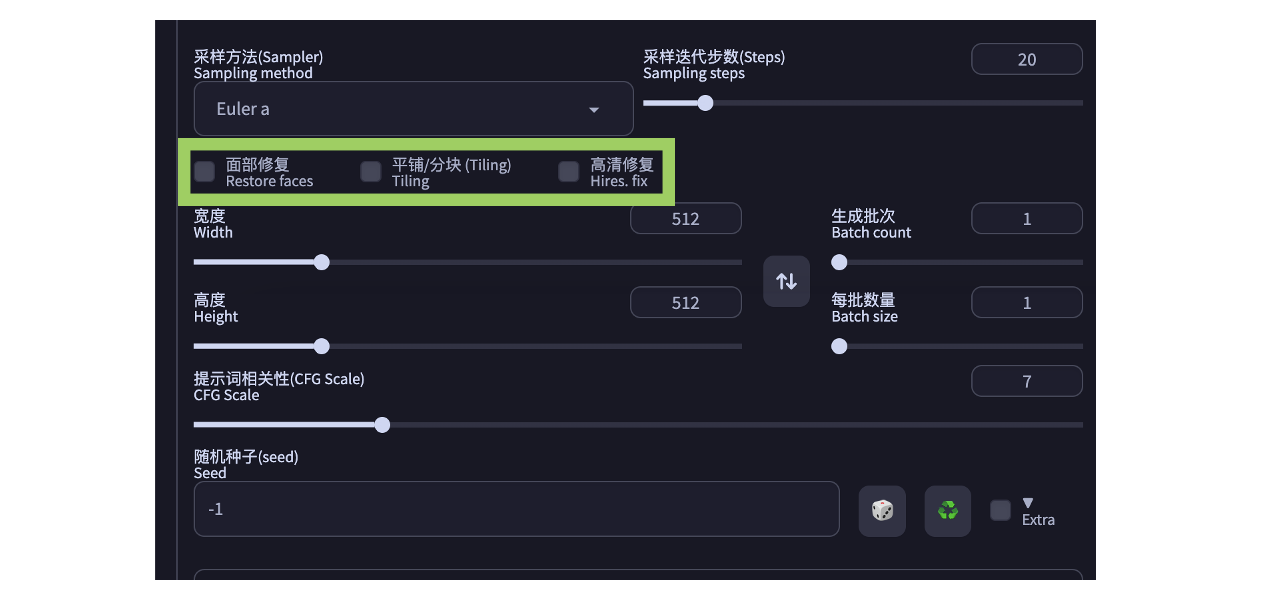 采样方法(Sampler)
Sampling method
Euler a
采样迭代步数(Steps)
Sampling steps
20
面部修复
Restore faces
平铺/分块 (Tiling)
Tiling
高清修复
Hires. fix
宽度
Width
512
生成批次
Batch count
1
高度
Height
512
每批数量
Batch size
1
提示词相关性(CFG Scale)
CFG Scale
7
随机种子(seed)
Seed
-1
▼
Extra